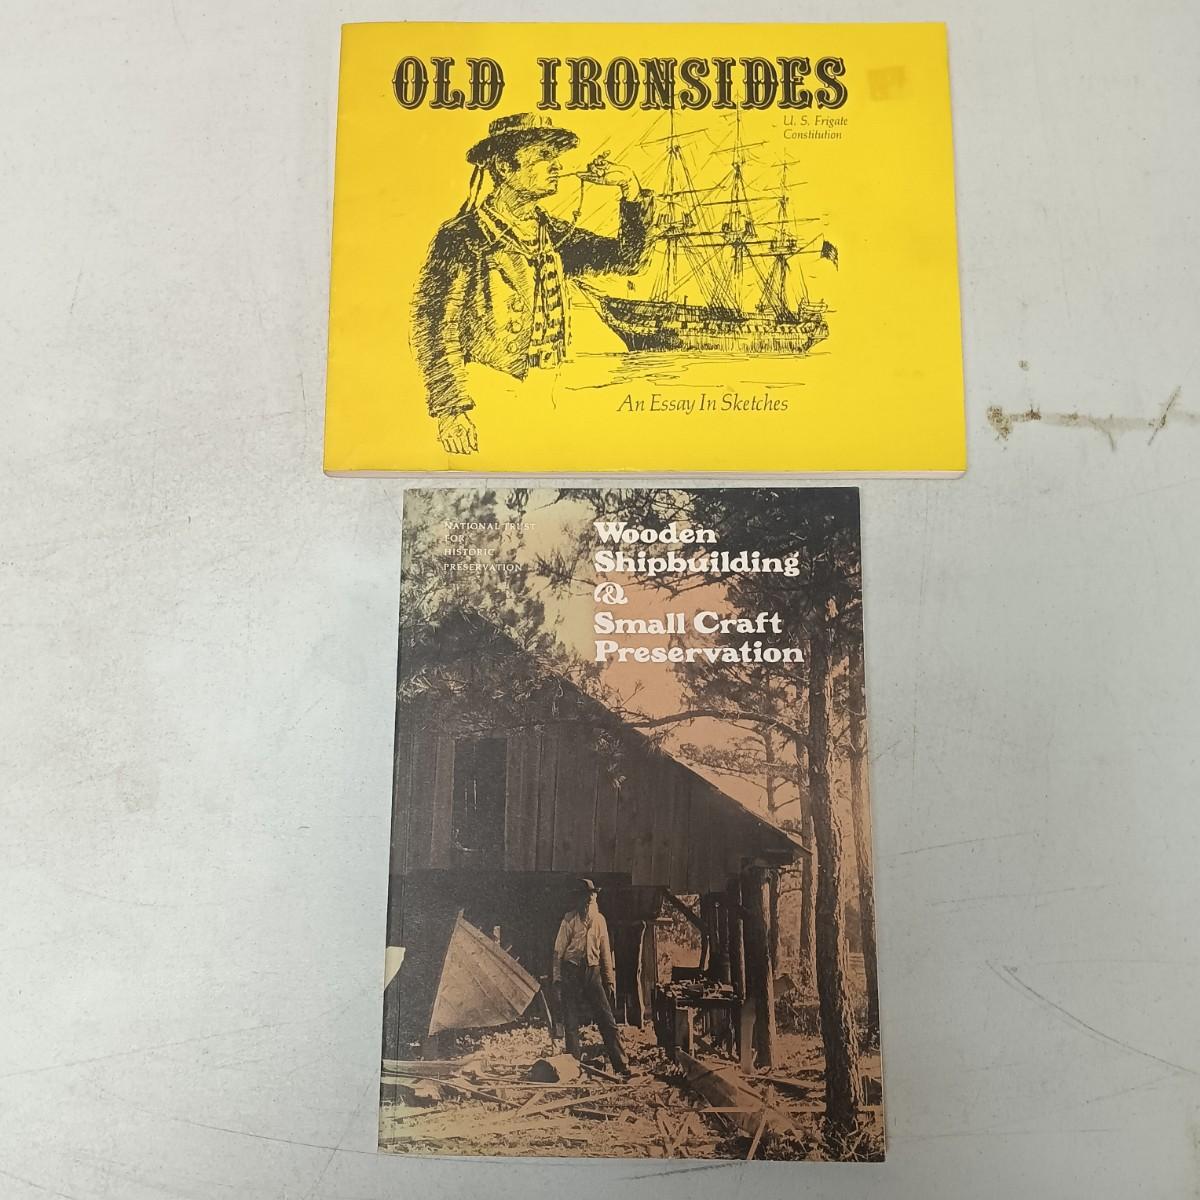 OLD IRONSIDES
U. S. Frigate
Constitution
An Essay In Sketches
NATIONAL TRUST
FOR
HISTORIC
PRESERVATION
Wooden
Shipbuilding
&
Small Craft
Preservation